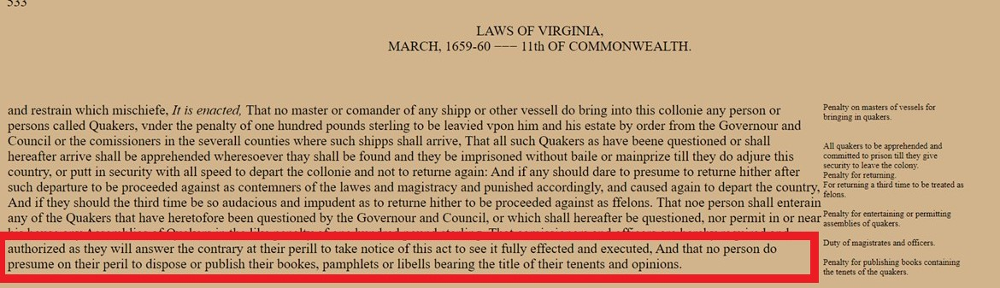 533
LAWS OF VIRGINIA,
MARCH, 1659-60 −−− 11th OF COMMONWEALTH.
and restrain which mischiefe, It is enacted, That no master or comander of any shipp or other vessell do bring into this collonie any person or
persons called Quakers, vnder the penalty of one hundred pounds sterling to be leavied vpon him and his estate by order from the Governour and
Council or the comissioners in the severall counties where such shipps shall arrive, That all such Quakers as have beene questioned or shall
hereafter arrive shall be apprehended wheresoever thay shall be found and they be imprisoned without baile or mainprize till they do adjure this
country, or putt in security with all speed to depart the collonie and not to returne again: And if any should dare to presume to returne hither after
such departure to be proceeded against as contemners of the lawes and magistracy and punished accordingly, and caused again to depart the country,
And if they should the third time be so audacious and impudent as to returne hither to be proceeded against as ffelons. That noe person shall enterain
any of the Quakers that have heretofore been questioned by the Governour and Council, or which shall hereafter be questioned, nor permit in or near
authorized as they will answer the contrary at their perill to take notice of this act to see it fully effected and executed, And that no person do
presume on their peril to dispose or publish their bookes, pamphlets or libells bearing the title of their tenents and opinions.
Penalty on masters of vessels for
bringing in quakers.
All quakers to be apprehended and
committed to prison till they give
security to leave the colony.
Penalty for returning.
For returning a third time to be treated as
felons.
Penalty for entertaining or permitting
assemblies of quakers.
Duty of magistrates and officers.
Penalty for publishing books containing
the tenets of the quakers.